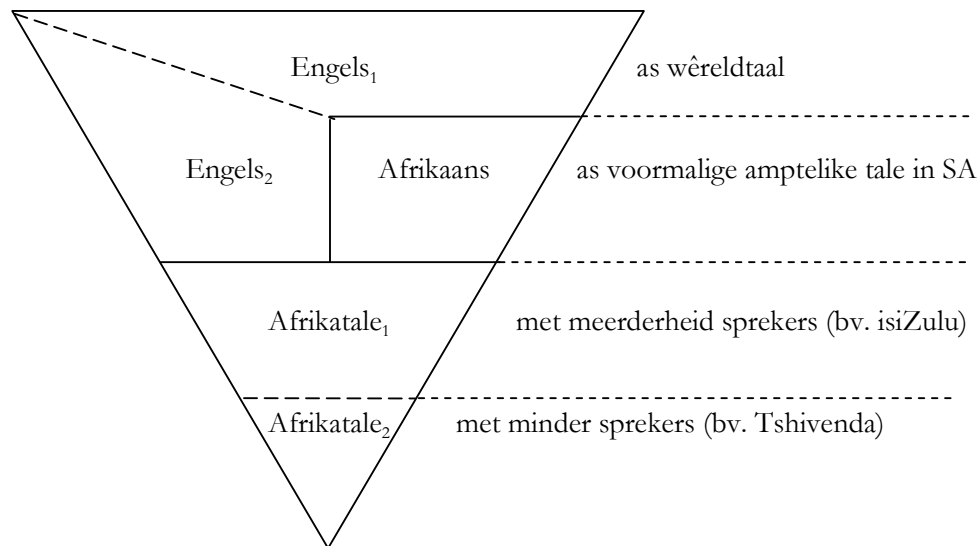 Engels₁ as wêreldtaal
Engels₂ Afrikaans as voormalige amptelike tale in SA
Afrikatale₁ met meerderheid sprekers (bv. isiZulu)
Afrikatale₂ met minder sprekers (bv. Tshivenda)